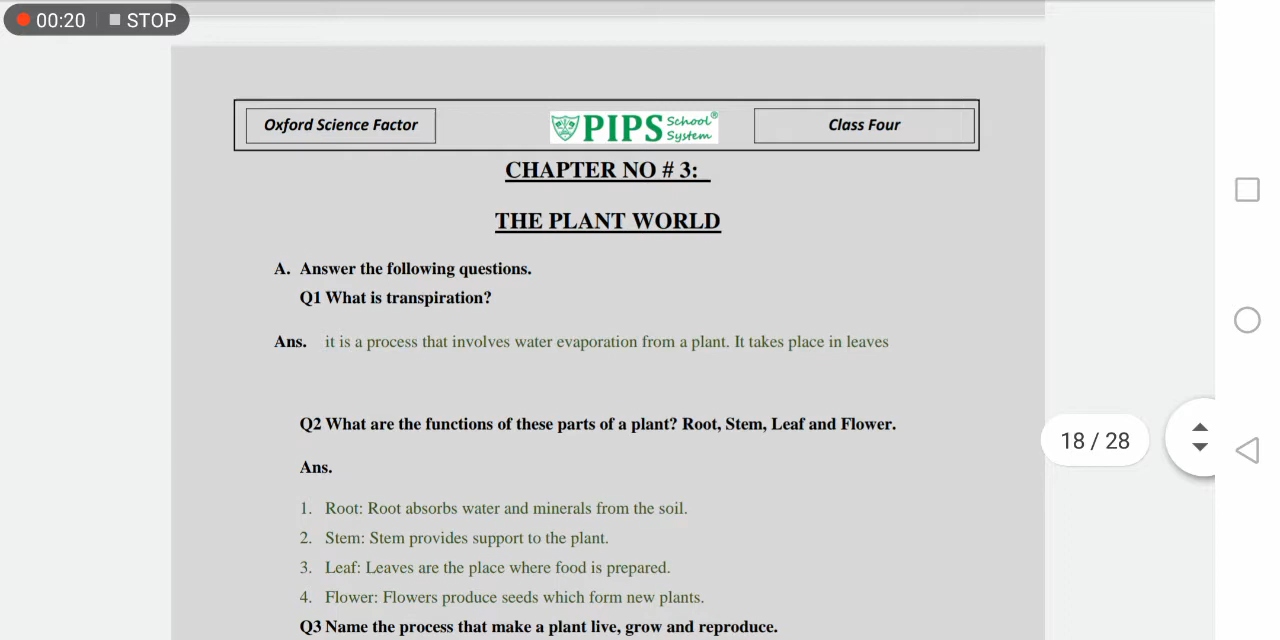 00:20 STOP
Oxford Science Factor
PIPS School System®
Class Four
CHAPTER NO # 3:
THE PLANT WORLD
A. Answer the following questions.
Q1 What is transpiration?
Ans. it is a process that involves water evaporation from a plant. It takes place in leaves
Q2 What are the functions of these parts of a plant? Root, Stem, Leaf and Flower.
18 / 28
Ans.
1. Root: Root absorbs water and minerals from the soil.
2. Stem: Stem provides support to the plant.
3. Leaf: Leaves are the place where food is prepared.
4. Flower: Flowers produce seeds which form new plants.
Q3 Name the process that make a plant live, grow and reproduce.